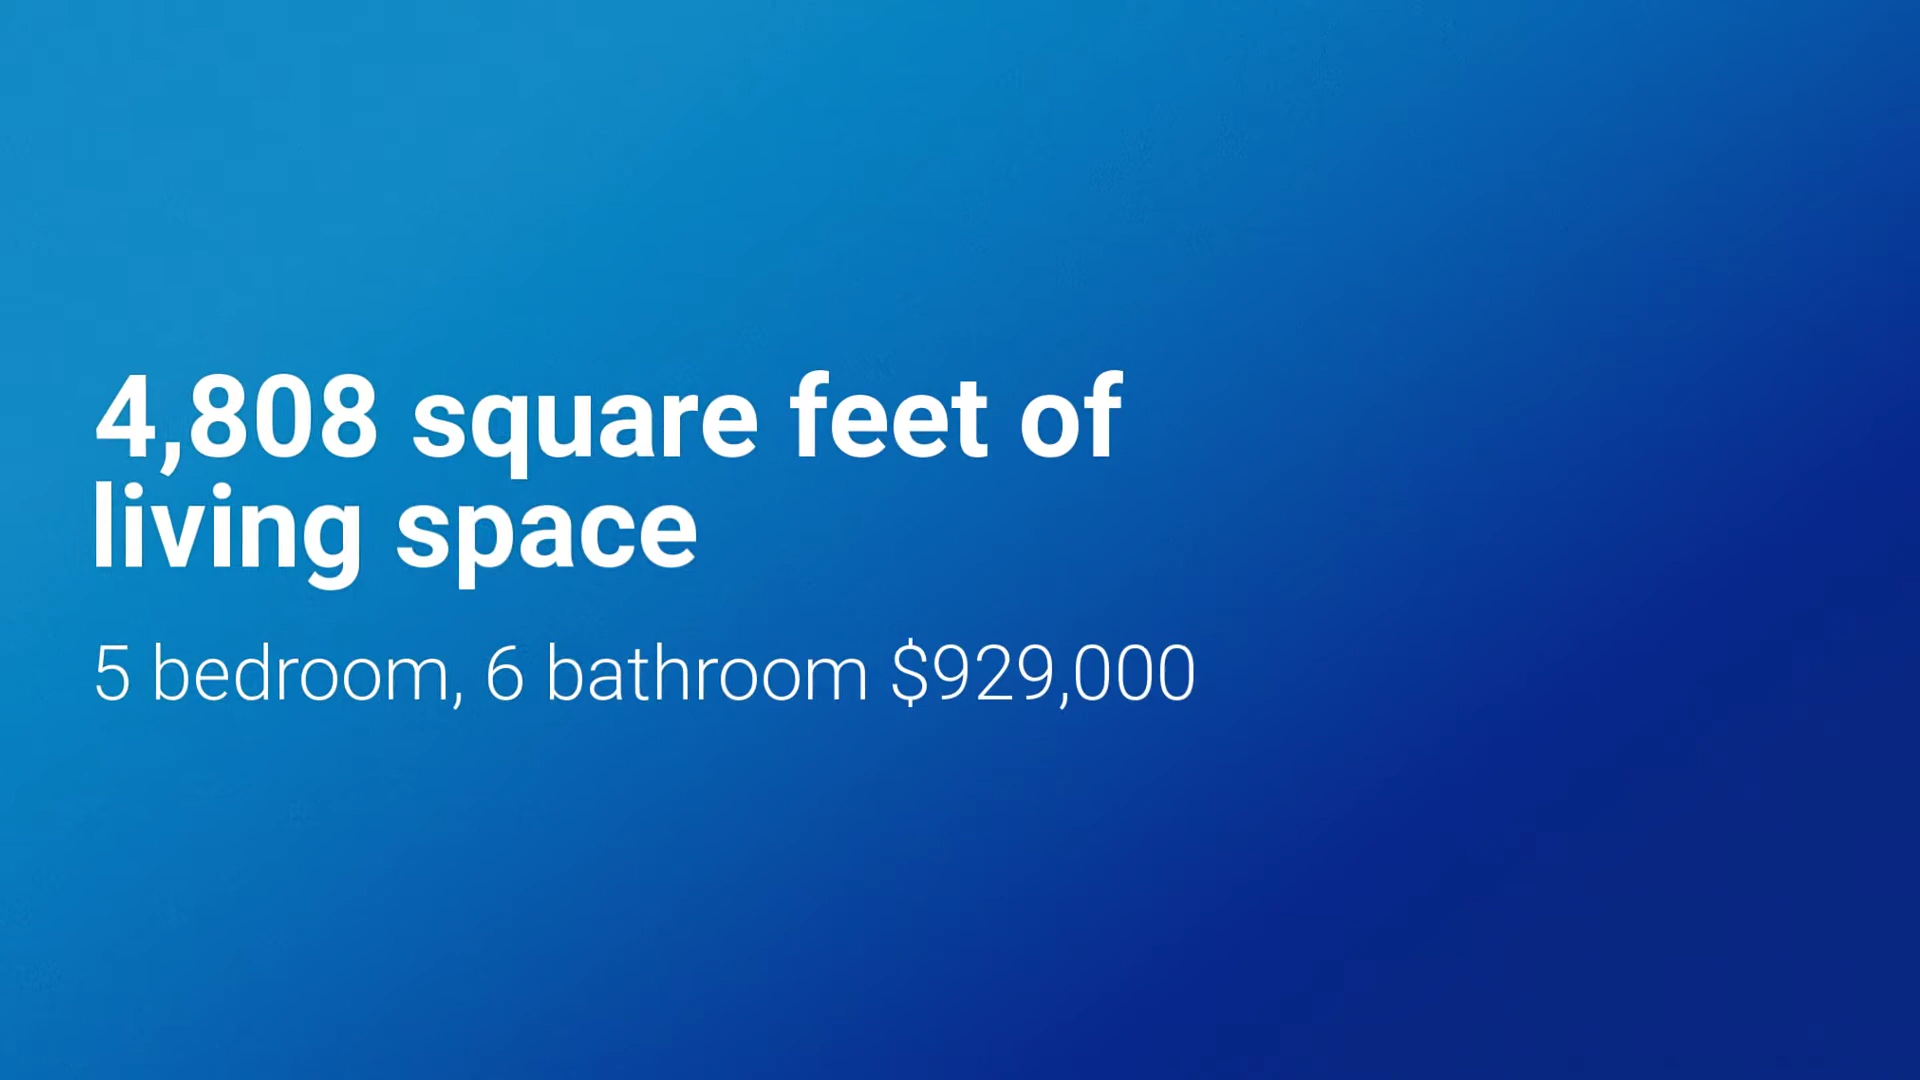 4,808 square feet of
living space
5 bedroom, 6 bathroom $929,000